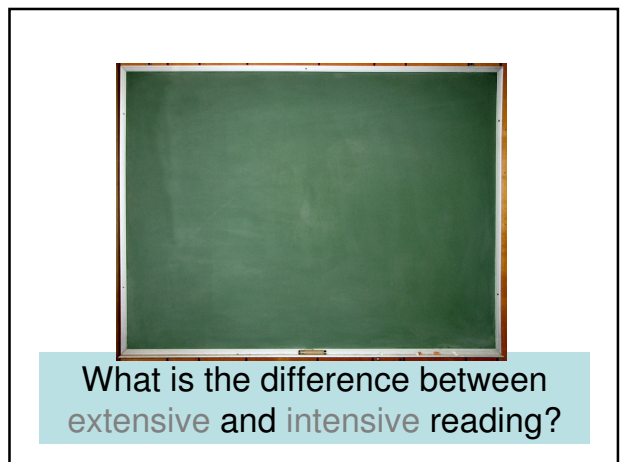 What is the difference between
extensive and intensive reading?